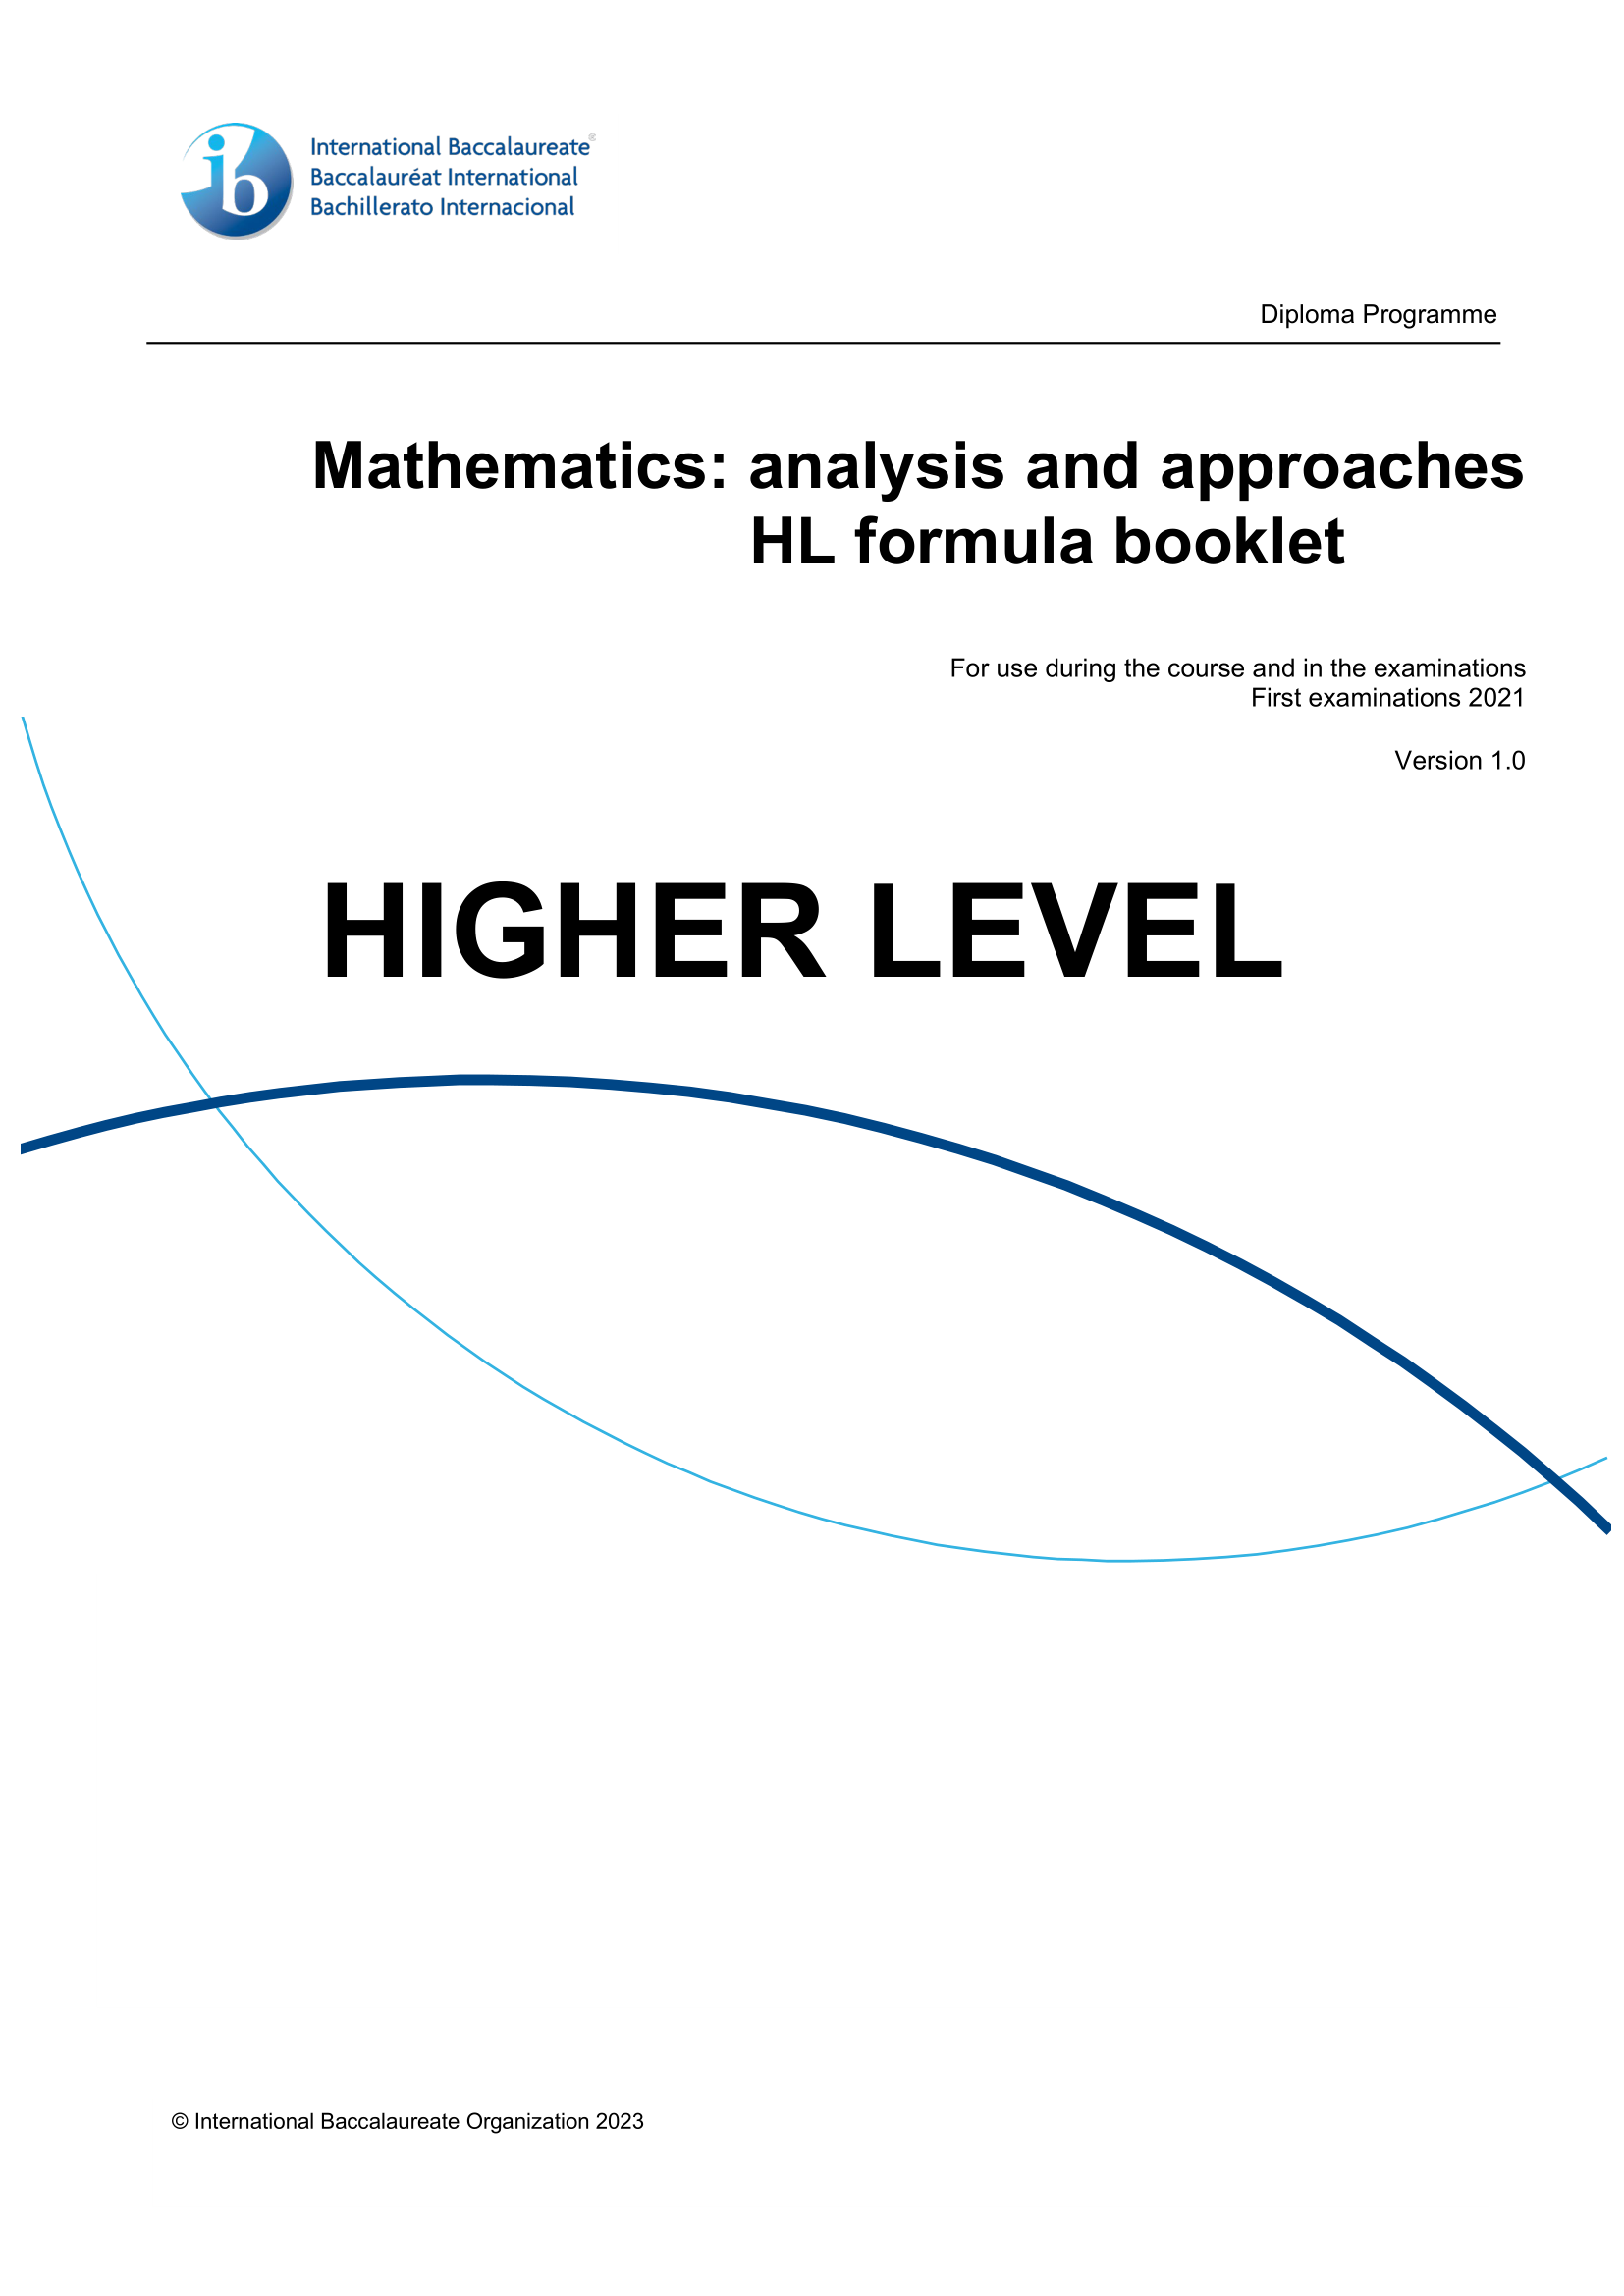 ib
International Baccalaureate®
Baccalauréat International
Bachillerato Internacional
Diploma Programme
Mathematics: analysis and approaches
HL formula booklet
For use during the course and in the examinations
First examinations 2021
Version 1.0
HIGHER LEVEL
© International Baccalaureate Organization 2023